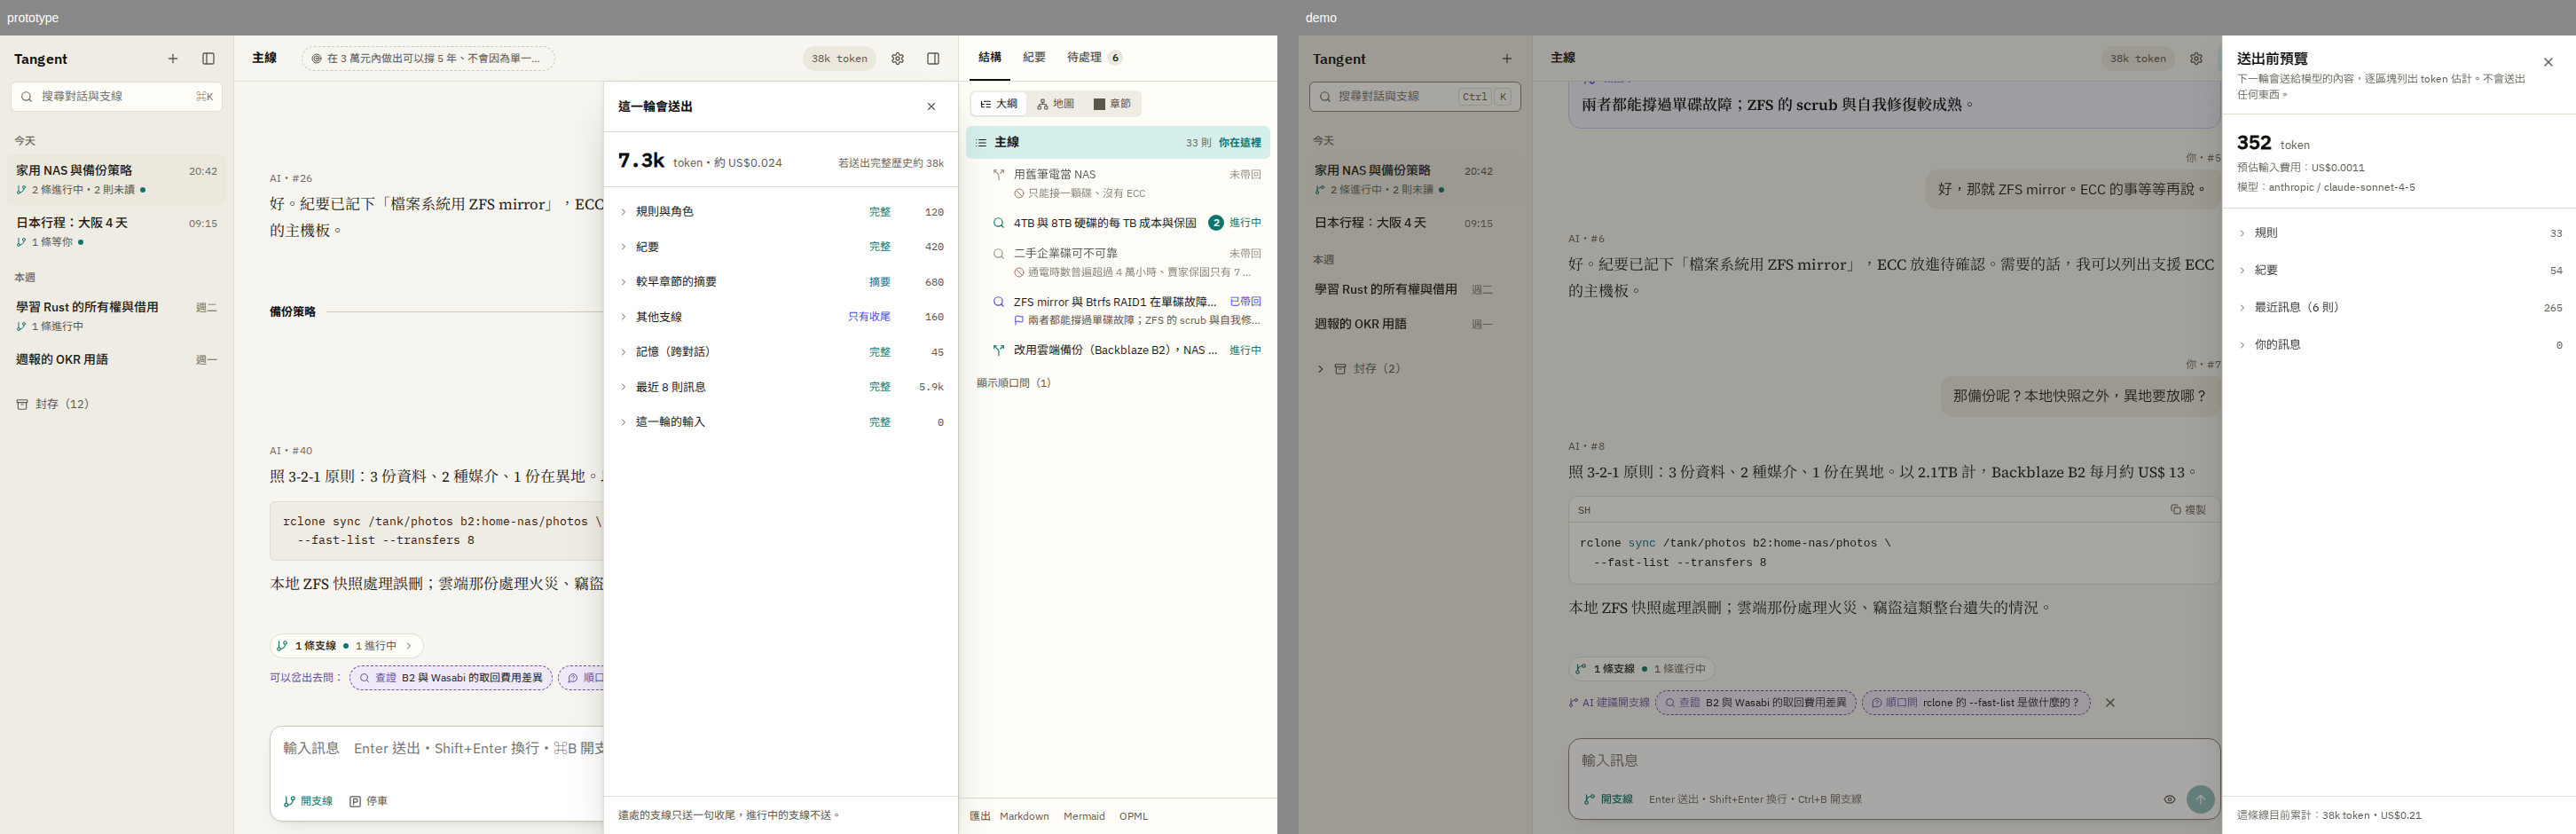 prototype
Tangent
搜尋對話與支線 ⌘K
今天
家用 NAS 與備份策略 20:42
2 條進行中・2 則未讀
日本行程：大阪 4 天 09:15
1 條等你
本週
學習 Rust 的所有權與借用 週二
1 條進行中
週報的 OKR 用語 週一
封存（12）
主線 在 3 萬元內做出可以撐 5 年、不會因為單一… 38k token
AI・#26
好。紀要已記下「檔案系統用 ZFS mirror」，ECC
的主機板。
備份策略
AI・#40
照 3-2-1 原則：3 份資料、2 種媒介、1 份在異地。
rclone sync /tank/photos b2:home-nas/photos \
--fast-list --transfers 8
本地 ZFS 快照處理誤刪；雲端那份處理火災、竊盜
1 條支線 1 進行中
可以岔出去問： 查證 B2 與 Wasabi 的取回費用差異 順口
輸入訊息 Enter 送出・Shift+Enter 換行・⌘B 開支
開支線 停車
這一輪會送出
7.3k token・約 US$0.024 若送出完整歷史約 38k
規則與角色 完整 120
紀要 完整 420
較早章節的摘要 摘要 680
其他支線 只有收尾 160
記憶（跨對話） 完整 45
最近 8 則訊息 完整 5.9k
這一輪的輸入 完整 0
遠處的支線只送一句收尾，進行中的支線不送。
結構 紀要 待處理 6
大綱 地圖 章節
主線 33 則 你在這裡
用舊筆電當 NAS 未帶回
只能接一顆碟、沒有 ECC
4TB 與 8TB 硬碟的每 TB 成本與保固 2 進行中
二手企業碟可不可靠 未帶回
通電時數普遍超過 4 萬小時、賣家保固只有 7 …
ZFS mirror 與 Btrfs RAID1 在單碟故障… 已帶回
兩者都能撐過單碟故障；ZFS 的 scrub 與自我修…
改用雲端備份（Backblaze B2），NAS … 進行中
顯示順口問（1）
匯出 Markdown Mermaid OPML
demo
Tangent
搜尋對話與支線 Ctrl K
今天
家用 NAS 與備份策略 20:42
2 條進行中・2 則未讀
日本行程：大阪 4 天 09:15
本週
學習 Rust 的所有權與借用 週二
週報的 OKR 用語 週一
封存（2）
主線 38k token
兩者都能撐過單碟故障；ZFS 的 scrub 與自我修復較成熟。
你・#5
好，那就 ZFS mirror。ECC 的事等等再說。
AI・#6
好。紀要已記下「檔案系統用 ZFS mirror」，ECC 放進待確認。需要的話，我可以列出支援 ECC
的主機板。
你・#7
那備份呢？本地快照之外，異地要放哪？
AI・#8
照 3-2-1 原則：3 份資料、2 種媒介、1 份在異地。以 2.1TB 計，Backblaze B2 每月約 US$ 13。
SH 複製
rclone sync /tank/photos b2:home-nas/photos \
--fast-list --transfers 8
本地 ZFS 快照處理誤刪；雲端那份處理火災、竊盜這類整台遺失的情況。
1 條支線 1 條進行中
AI 建議開支線 查證 B2 與 Wasabi 的取回費用差異 順口問 rclone 的 --fast-list 是做什麼的？
輸入訊息
開支線 Enter 送出・Shift+Enter 換行・Ctrl+B 開支線
送出前預覽
下一輪會送給模型的內容，逐區塊列出 token 估計。不會送出
任何東西。
352 token
預估輸入費用：US$0.0011
模型：anthropic / claude-sonnet-4-5
規則 33
紀要 54
最近訊息（6 則） 265
你的訊息 0
這條線目前累計：38k token・US$0.21